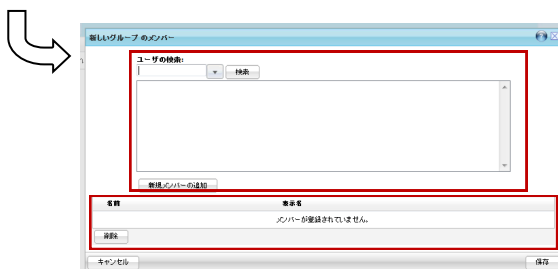 新しいグループ のメンバー
ユーザの検索:
検索
新規メンバーの追加
名前 表示名
メンバーが登録されていません。
削除
キャンセル 保存